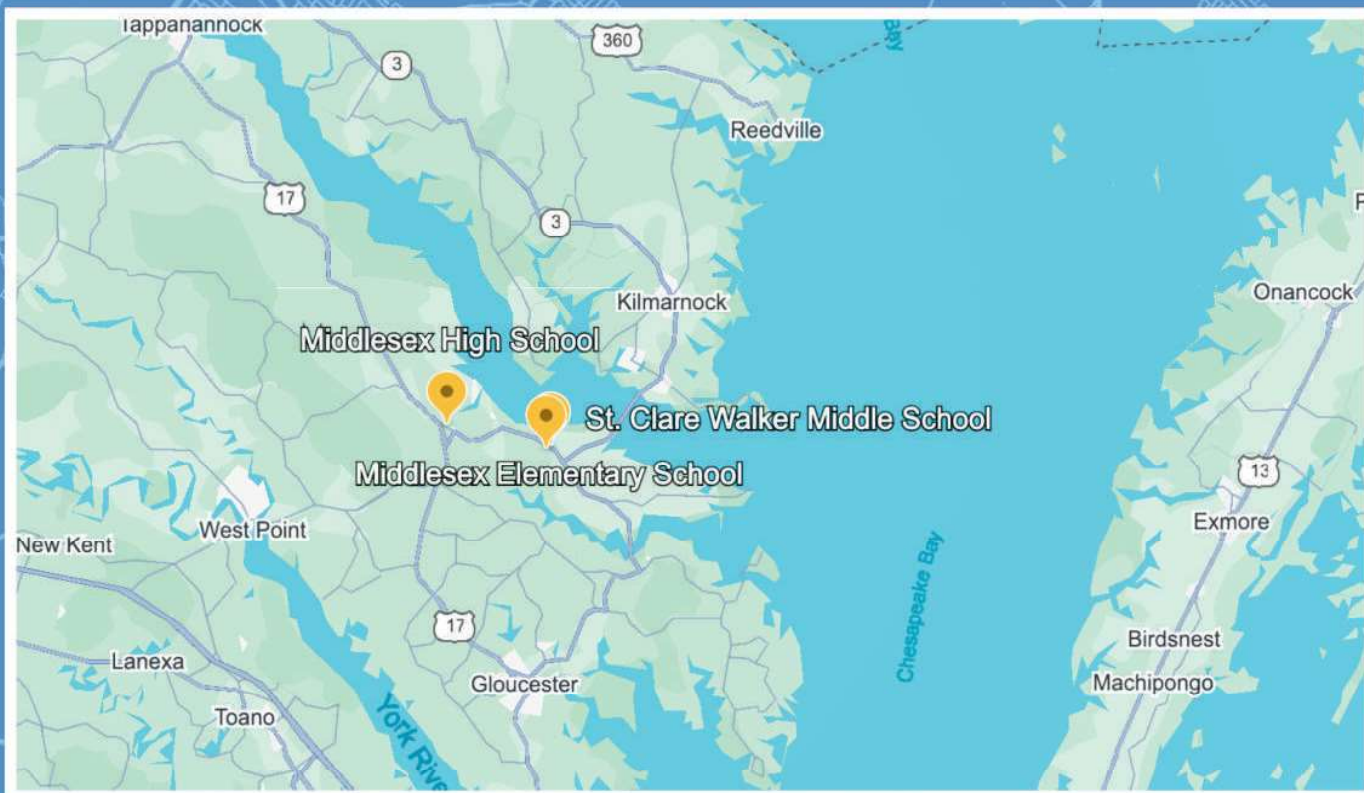 Tappahannock
360
3
BAY
Reedville
17
3
Kilmarnock
Onancock
Middlesex High School
St. Clare Walker Middle School
Middlesex Elementary School
13
West Point
Exmore
New Kent
Chesapeake Bay
17
Birdsnest
Lanexa
Gloucester
Machipongo
Toano
York River